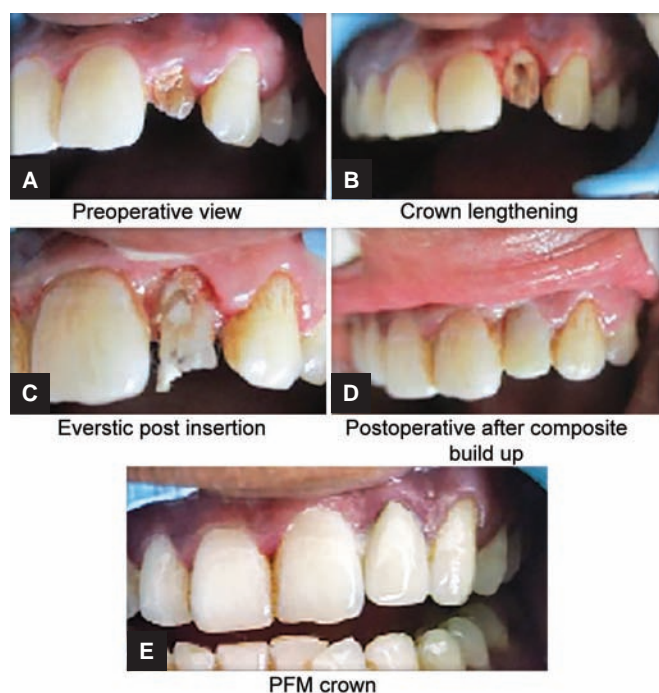 A
Preoperative view
B
Crown lengthening
C
Everstic post insertion
D
Postoperative after composite
build up
E
PFM crown